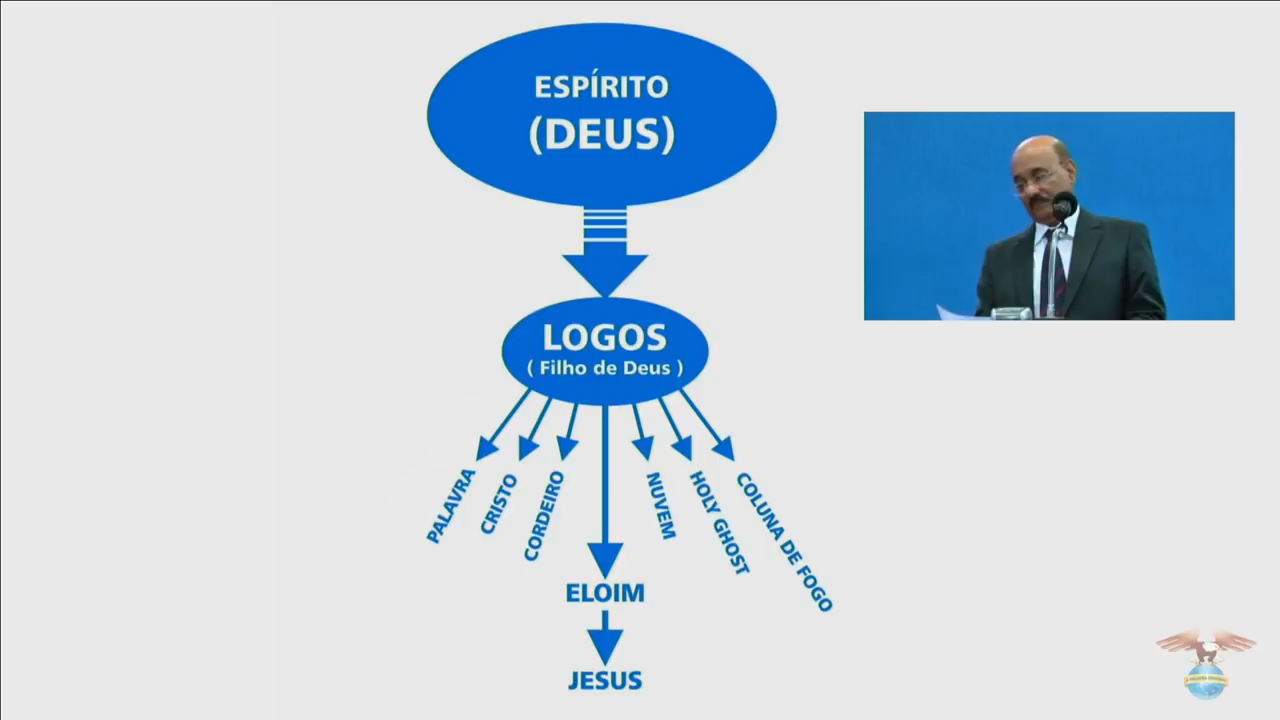 ESPÍRITO
(DEUS)
LOGOS
( Filho de Deus )
PALAVRA
CRISTO
CORDEIRO
NUVEM
HOLY GHOST
COLUNA DE FOGO
ELOIM
JESUS